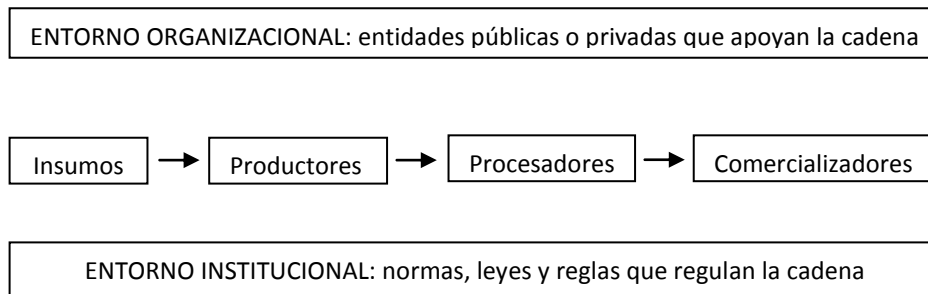 ENTORNO ORGANIZACIONAL: entidades públicas o privadas que apoyan la cadena
Insumos
Productores
Procesadores
Comercializadores
ENTORNO INSTITUCIONAL: normas, leyes y reglas que regulan la cadena